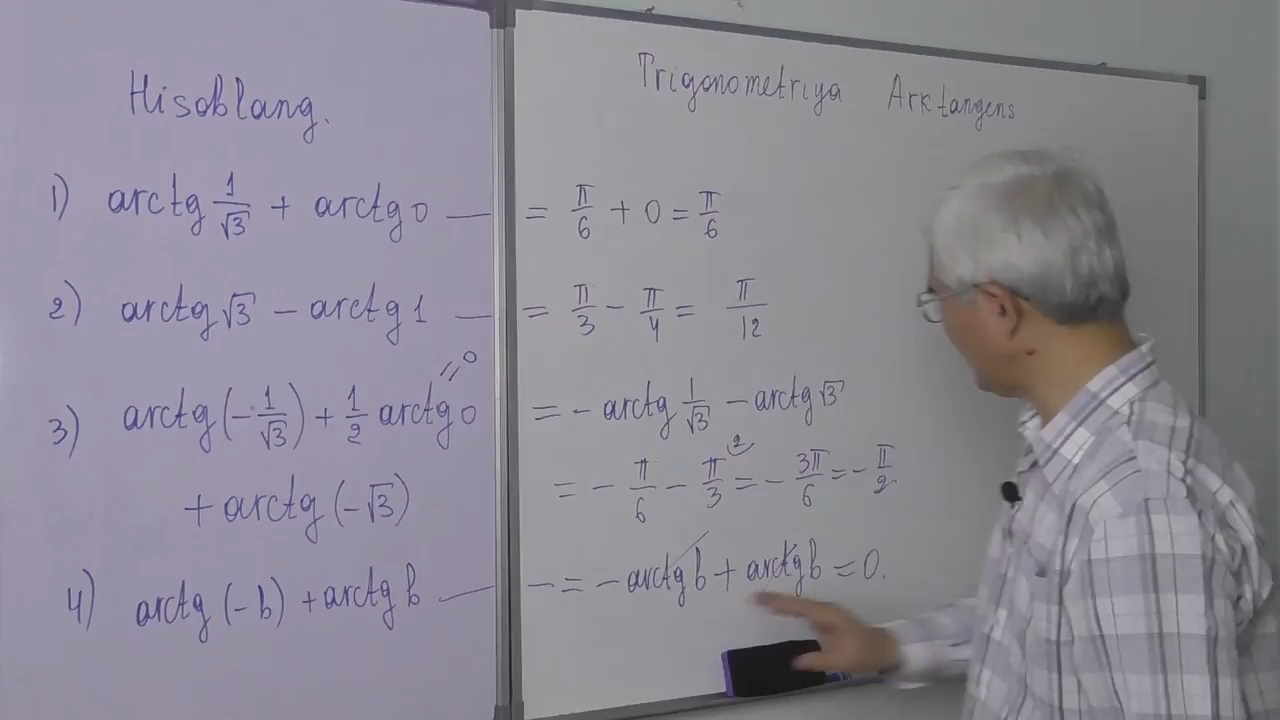 Hisoblang.
Trigonometriya Arktangens
1) arctg 1/√3 + arctg 0 — = π/6 + 0 = π/6
2) arctg √3 − arctg 1 — = π/3 − π/4 = π/12
3) arctg (−1/√3) + 1/2 arctg 0 = − arctg 1/√3 − arctg √3
=0
+ arctg (−√3) = − π/6 − π/3 = − 3π/6 = − π/2
2
4) arctg (−b) + arctg b — = − arctg b + arctg b = 0.